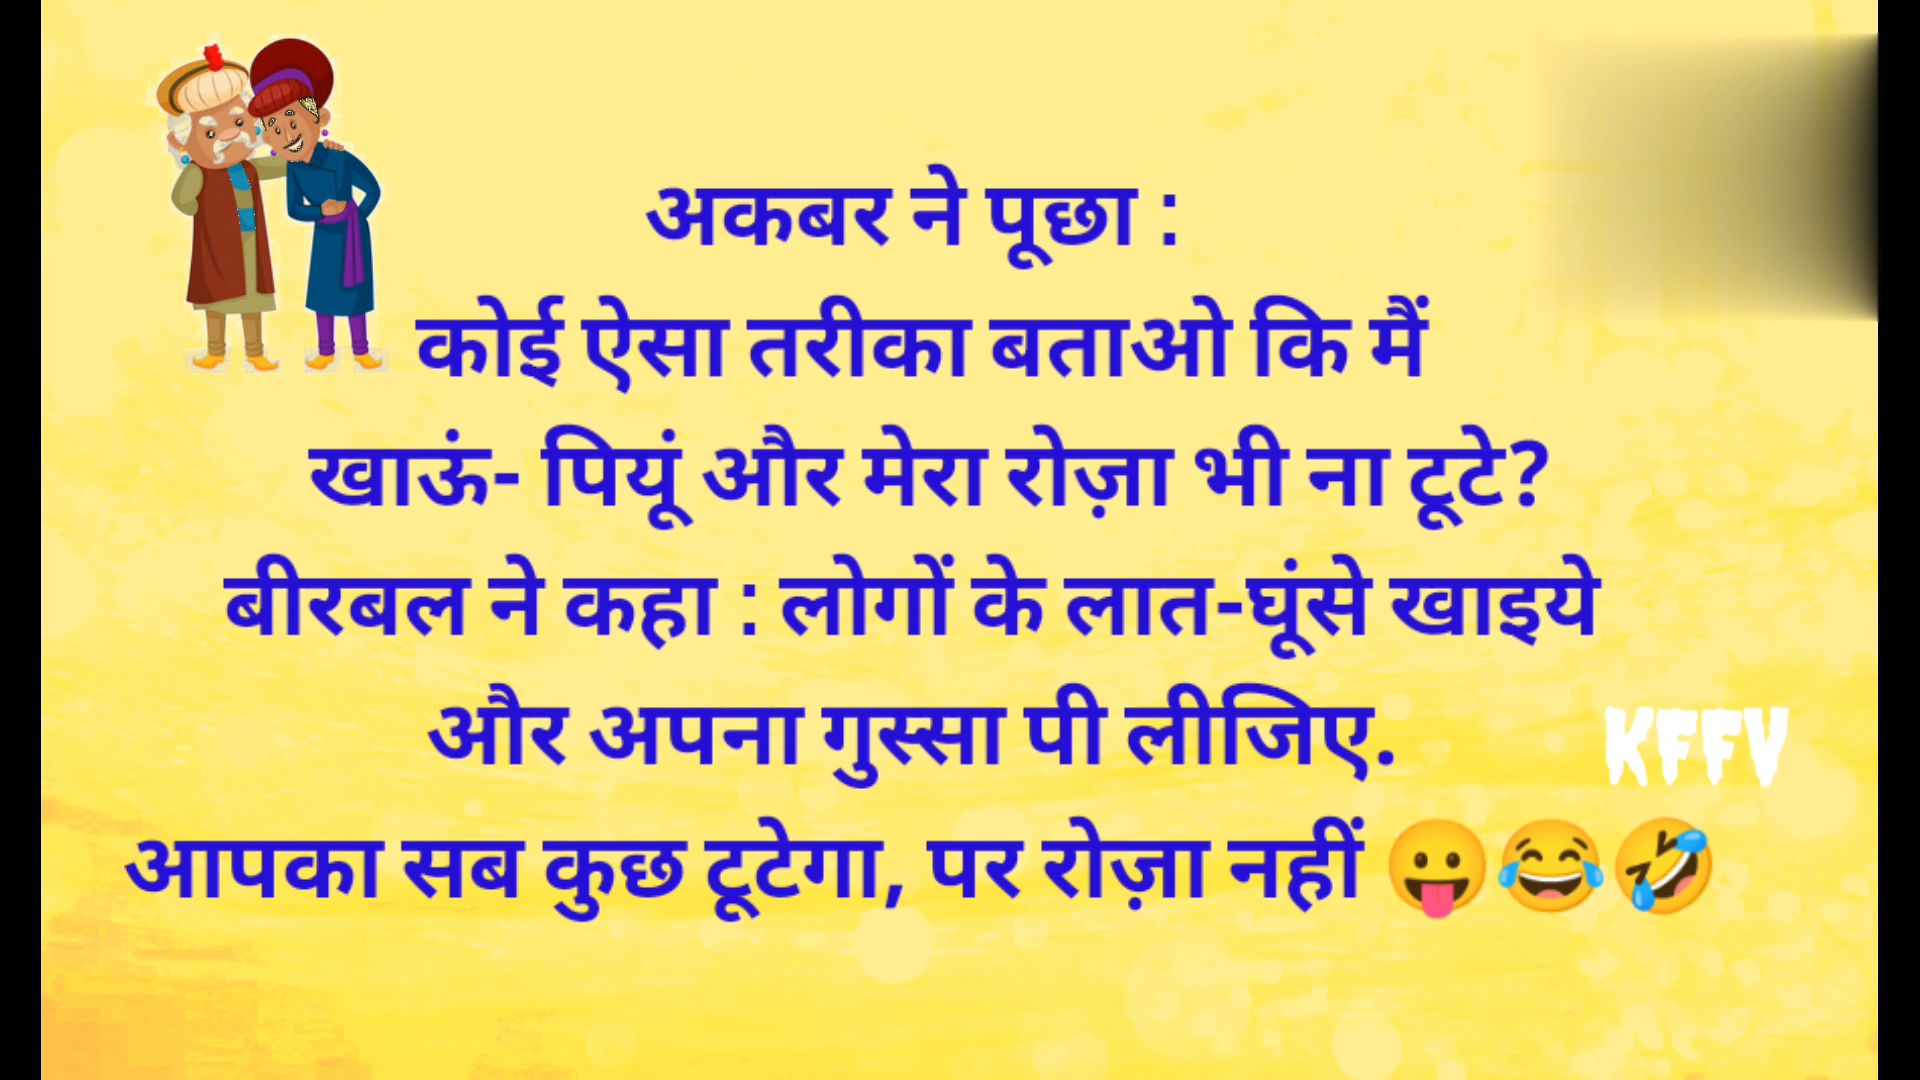 अकबर ने पूछा :
कोई ऐसा तरीका बताओ कि मैं
खाऊं- पियूं और मेरा रोज़ा भी ना टूटे?
बीरबल ने कहा : लोगों के लात-घूंसे खाइये
और अपना गुस्सा पी लीजिए.
KFFV
आपका सब कुछ टूटेगा, पर रोज़ा नहीं 😛😂🤣